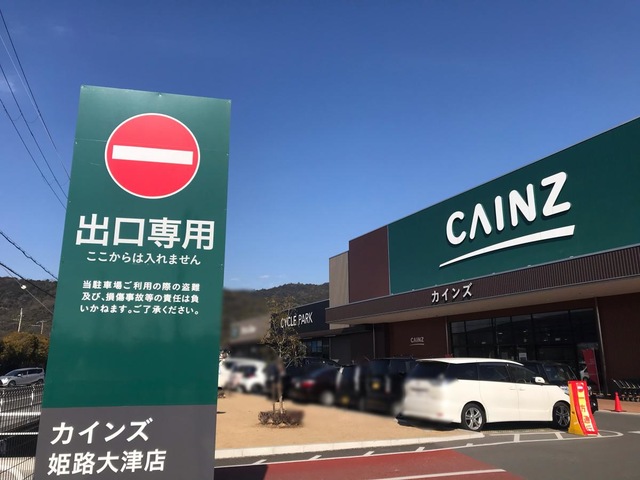 出口専用
ここからは入れません
当駐車場ご利用の際の盗難
及び、損傷事故等の責任は負
いかねます。ご了承ください。
カインズ
姫路大津店
CAINZ
カインズ
CYCLE PARK
CAINZ